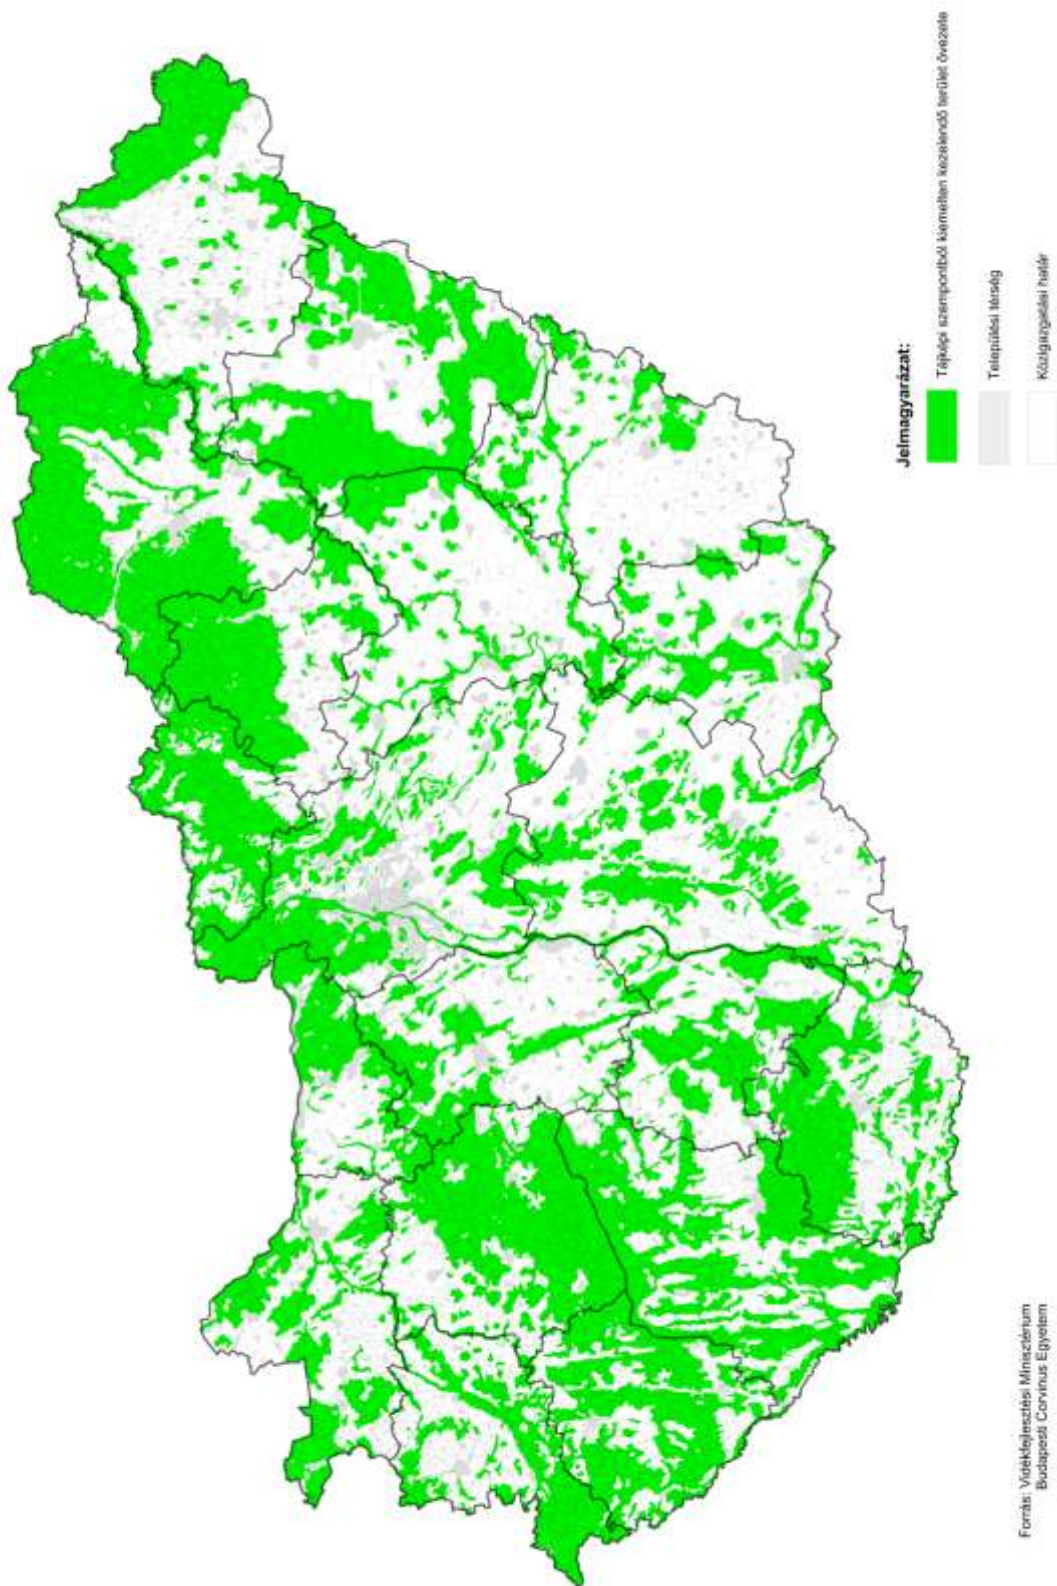 Jelmagyarázat:
Tájképi szempontból kiemelten kezelendő terület övezete
Települési térség
Közigazgatási határ
Forrás: Vidékfejlesztési Minisztérium
Budapesti Corvinus Egyetem